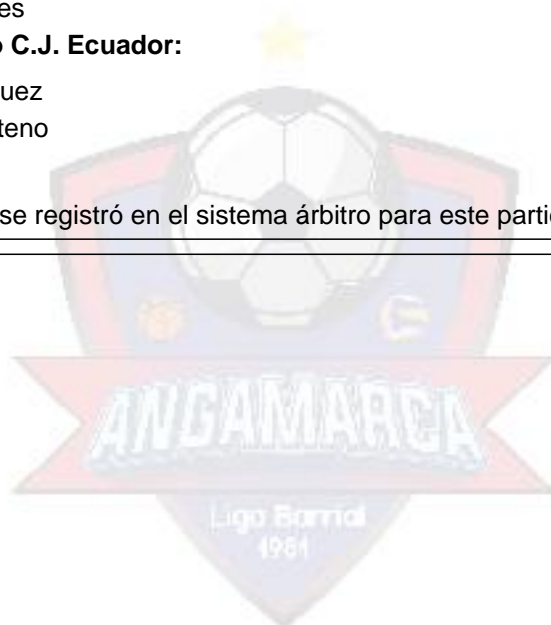 es
o C.J. Ecuador:
uez
teno
se registró en el sistema árbitro para este parti
ANGAMARCA
Liga Barrial
1981